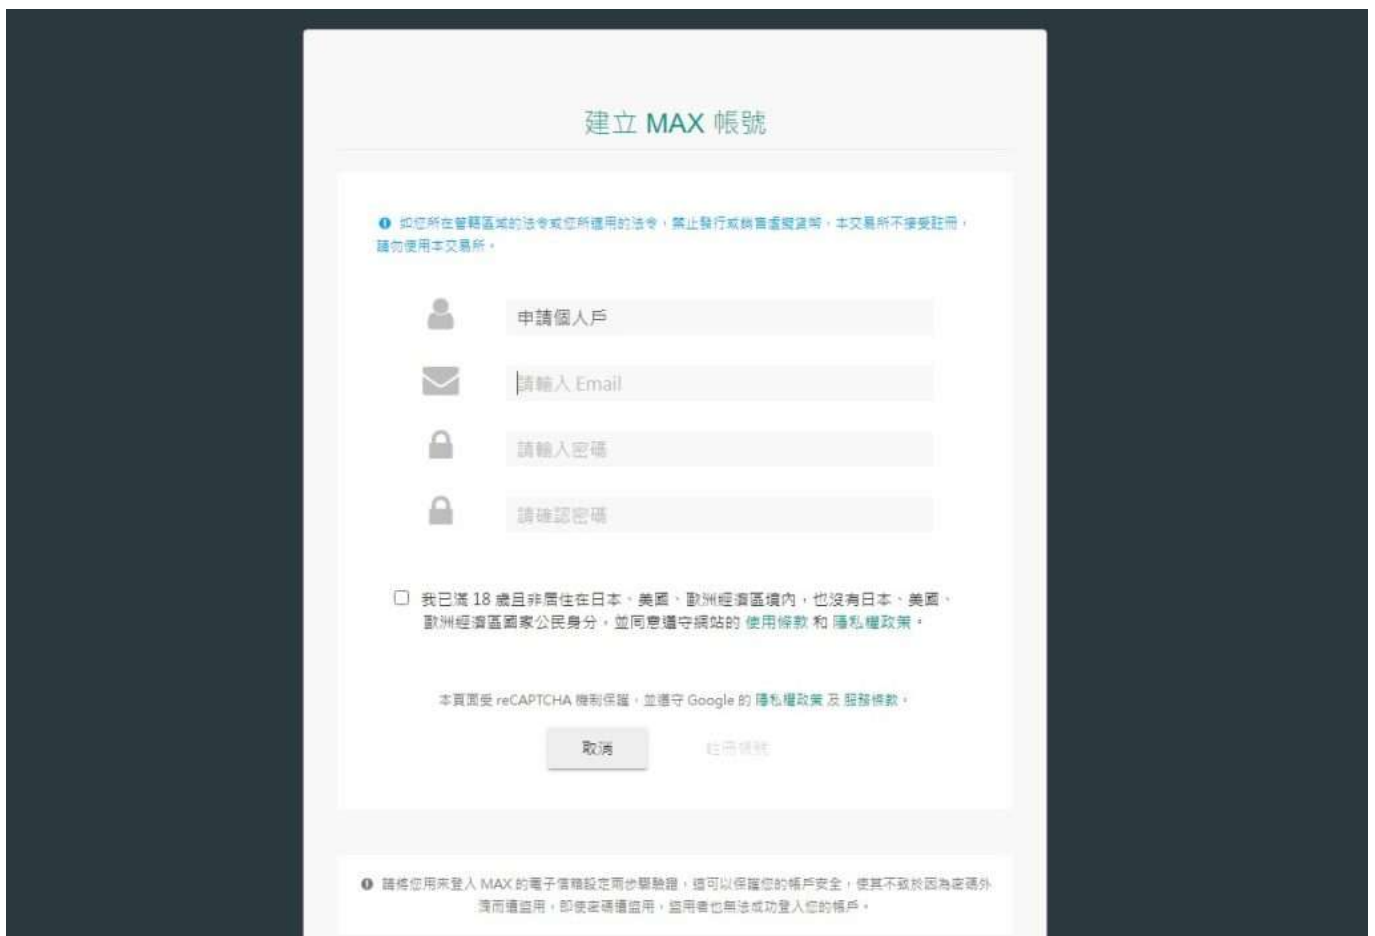 建立 MAX 帳號
如您所在管轄區域的法令或您所適用的法令，禁止發行或銷售虛擬貨幣，本交易所不接受註冊，
請勿使用本交易所。
申請個人戶
請輸入 Email
請輸入密碼
請確認密碼
我已滿 18 歲且非居住在日本、美國、歐洲經濟區境內，也沒有日本、美國、
歐洲經濟區國家公民身分，並同意遵守網站的 使用條款 和 隱私權政策。
本頁面受 reCAPTCHA 機制保護，並遵守 Google 的 隱私權政策 及 服務條款。
取消
註冊帳號
請將您用來登入 MAX 的電子信箱設定兩步驟驗證，這可以保護您的帳戶安全，使其不致於因為密碼外
洩而遭盜用，即使密碼遭盜用，盜用者也無法成功登入您的帳戶。